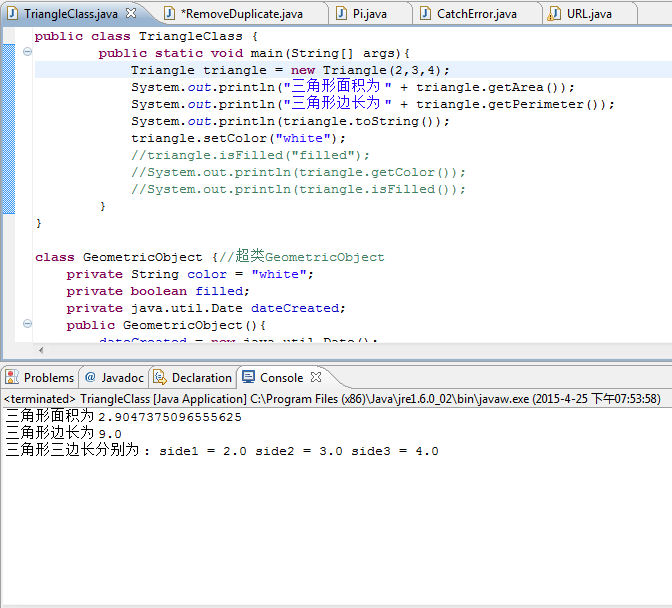 TriangleClass.java *RemoveDuplicate.java Pi.java CatchError.java URL.java
public class TriangleClass {
public static void main(String[] args){
Triangle triangle = new Triangle(2,3,4);
System.out.println("三角形面积为" + triangle.getArea());
System.out.println("三角形边长为" + triangle.getPerimeter());
System.out.println(triangle.toString());
triangle.setColor("white");
//triangle.isFilled("filled");
//System.out.println(triangle.getColor());
//System.out.println(triangle.isFilled());
}
}
class GeometricObject {//超类GeometricObject
private String color = "white";
private boolean filled;
private java.util.Date dateCreated;
public GeometricObject(){
dateCreated = new java.util.Date();
Problems @ Javadoc Declaration Console
<terminated> TriangleClass [Java Application] C:\Program Files (x86)\Java\jre1.6.0_02\bin\javaw.exe (2015-4-25 下午07:53:58)
三角形面积为2.9047375096555625
三角形边长为9.0
三角形三边长分别为：side1 = 2.0 side2 = 3.0 side3 = 4.0